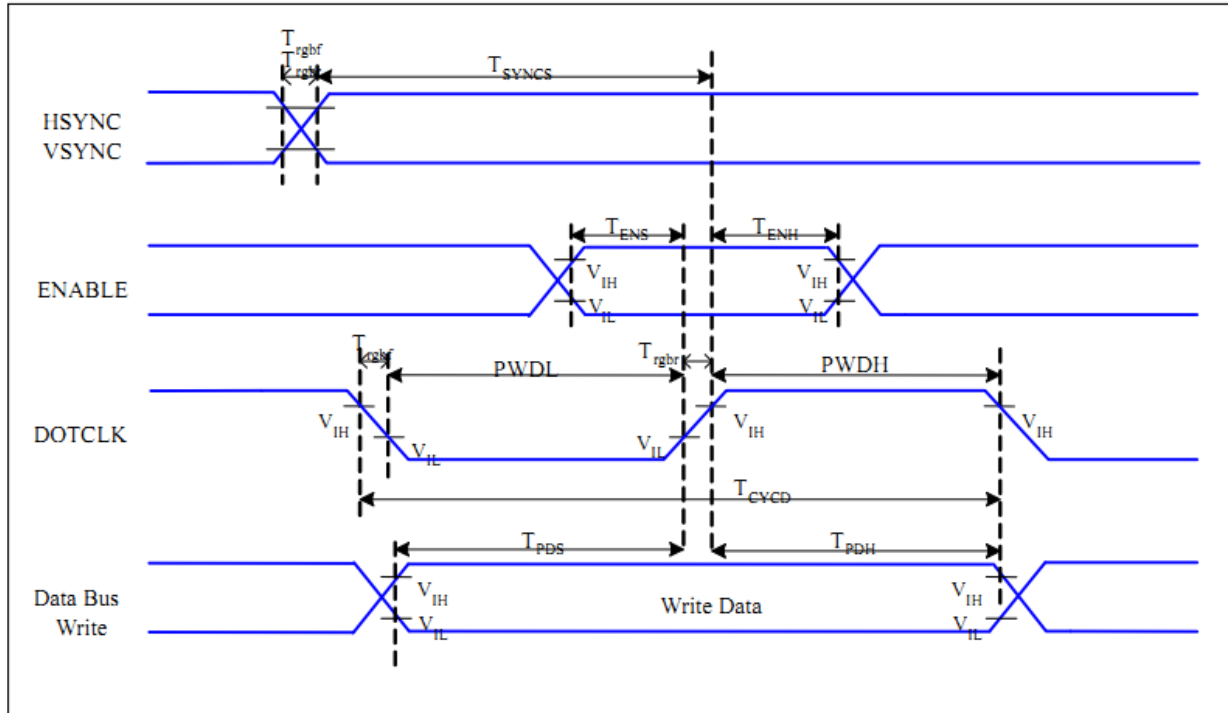 Trgbf
Trgbr
TSYNCS
HSYNC
VSYNC
TENS
TENH
VIH
VIH
ENABLE
VIL
VIL
Trgbf
Trgbr
PWDL
PWDH
VIH
VIH
VIH
DOTCLK
VIL
VIL
TCYCD
TPDS
TPDH
VIH
VIH
Data Bus
Write Data
Write
VIL
VIL